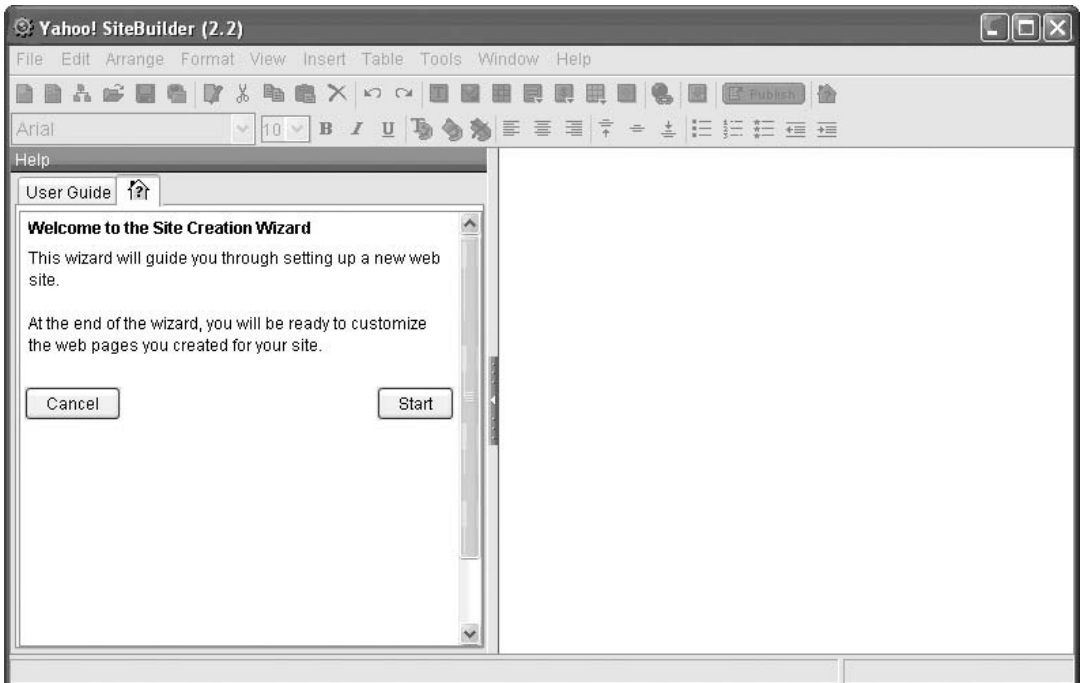 Yahoo! SiteBuilder (2.2)
File Edit Arrange Format View Insert Table Tools Window Help
Publish
Arial 10 B I U
Help
User Guide
Welcome to the Site Creation Wizard
This wizard will guide you through setting up a new web
site.
At the end of the wizard, you will be ready to customize
the web pages you created for your site.
Cancel Start